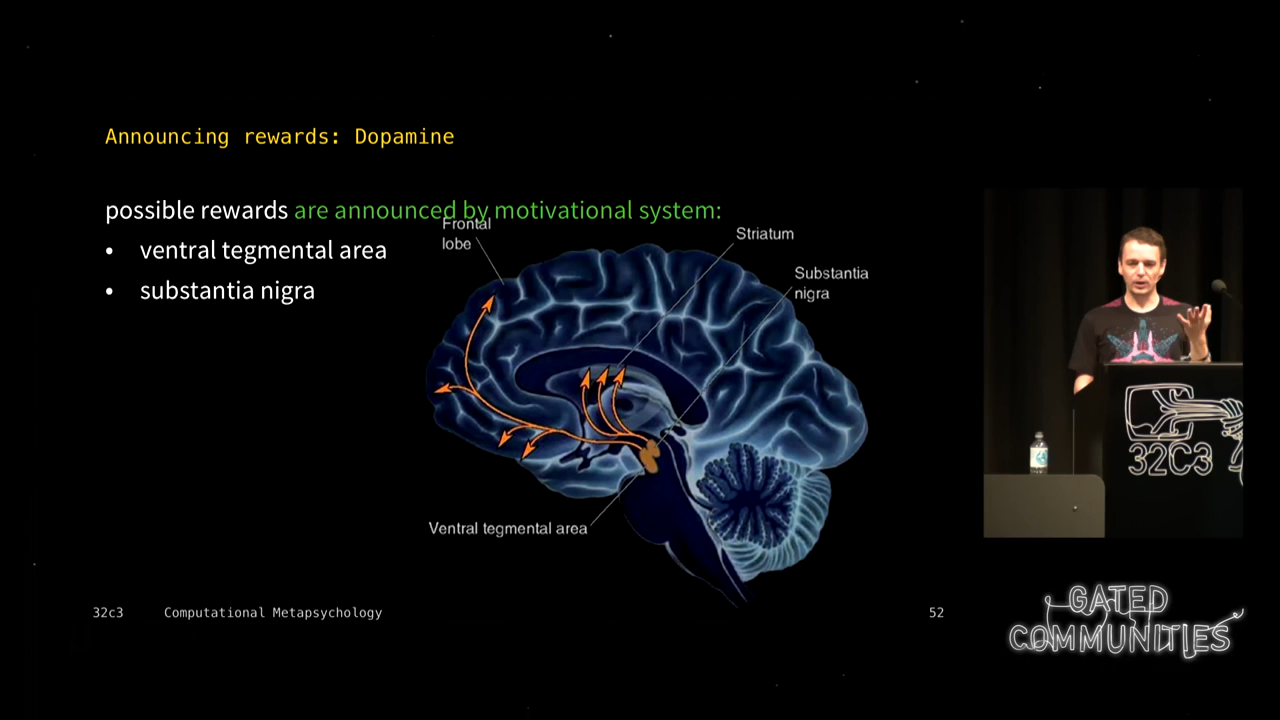 Announcing rewards: Dopamine
possible rewards are announced by motivational system:
• ventral tegmental area
• substantia nigra
Frontal
lobe
Striatum
Substantia
nigra
Ventral tegmental area
32c3 Computational Metapsychology 52
32C3
GATED
COMMUNITIES